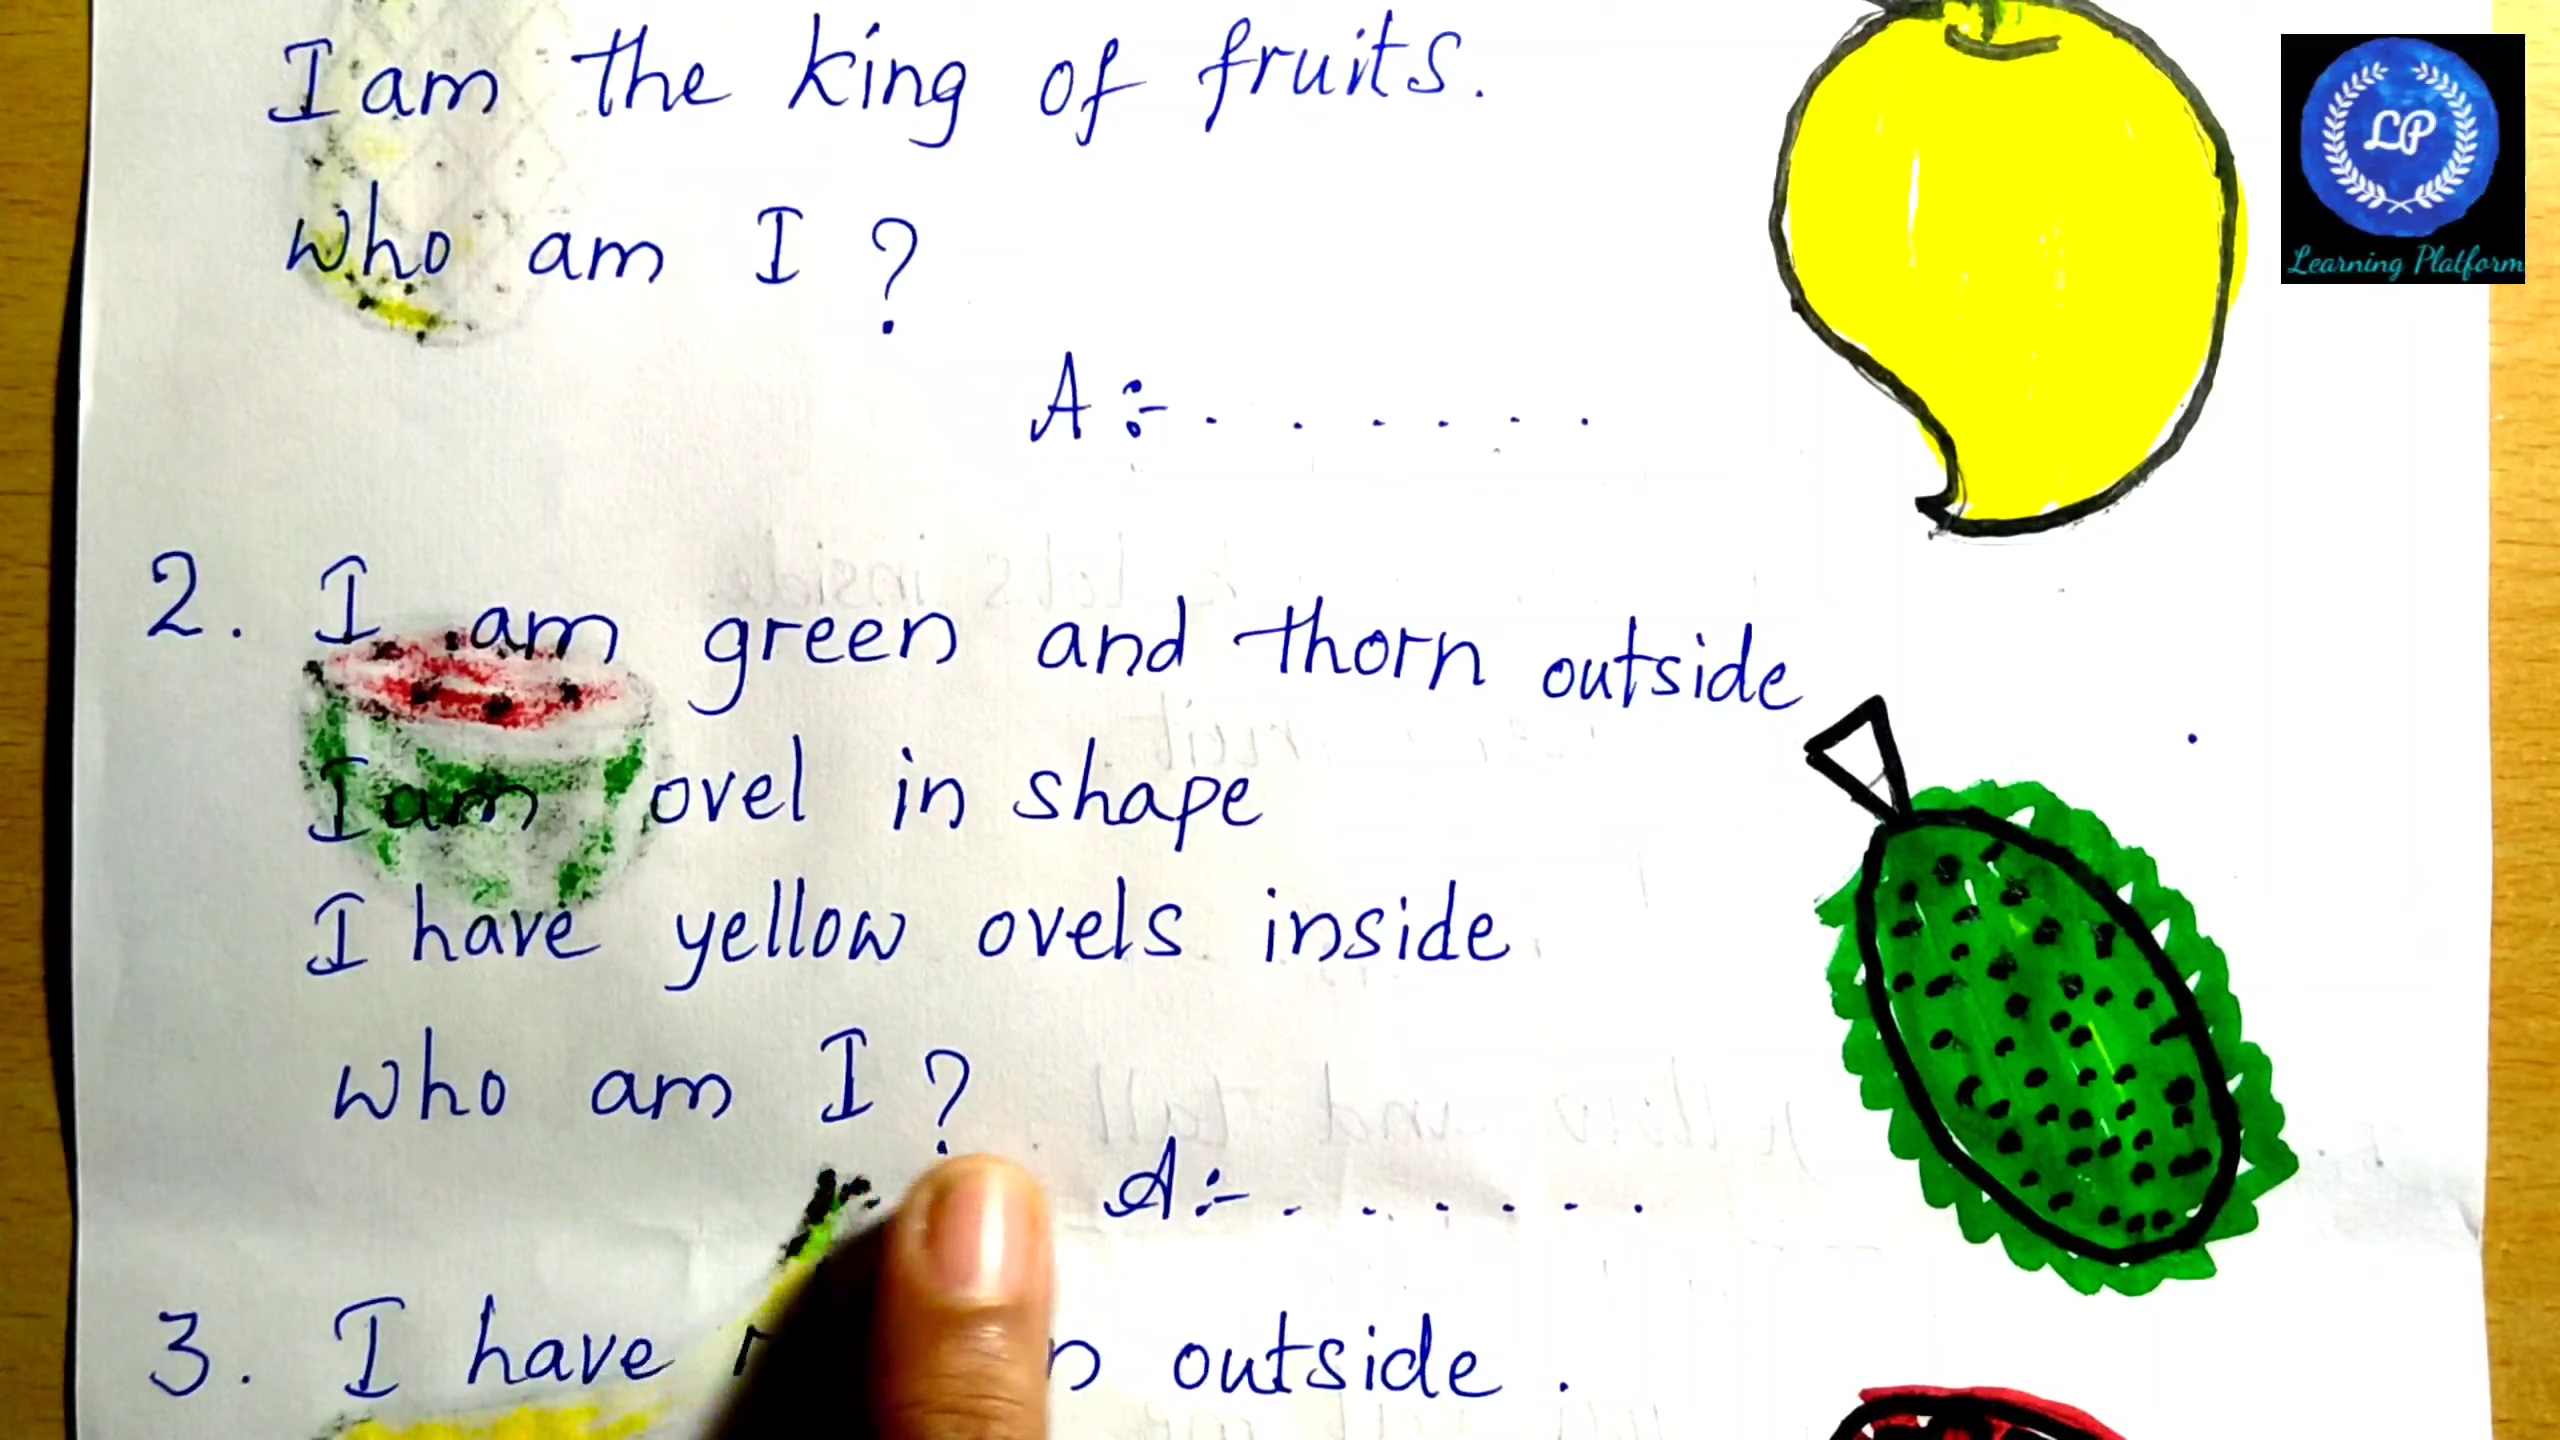 I am the king of fruits.
who am I ?
A :- . . . . . .
2. I am green and thorn outside
I am ovel in shape
I have yellow ovels inside
who am I ?
A :- . . . . . .
3. I have outside .
LP
Learning Platform